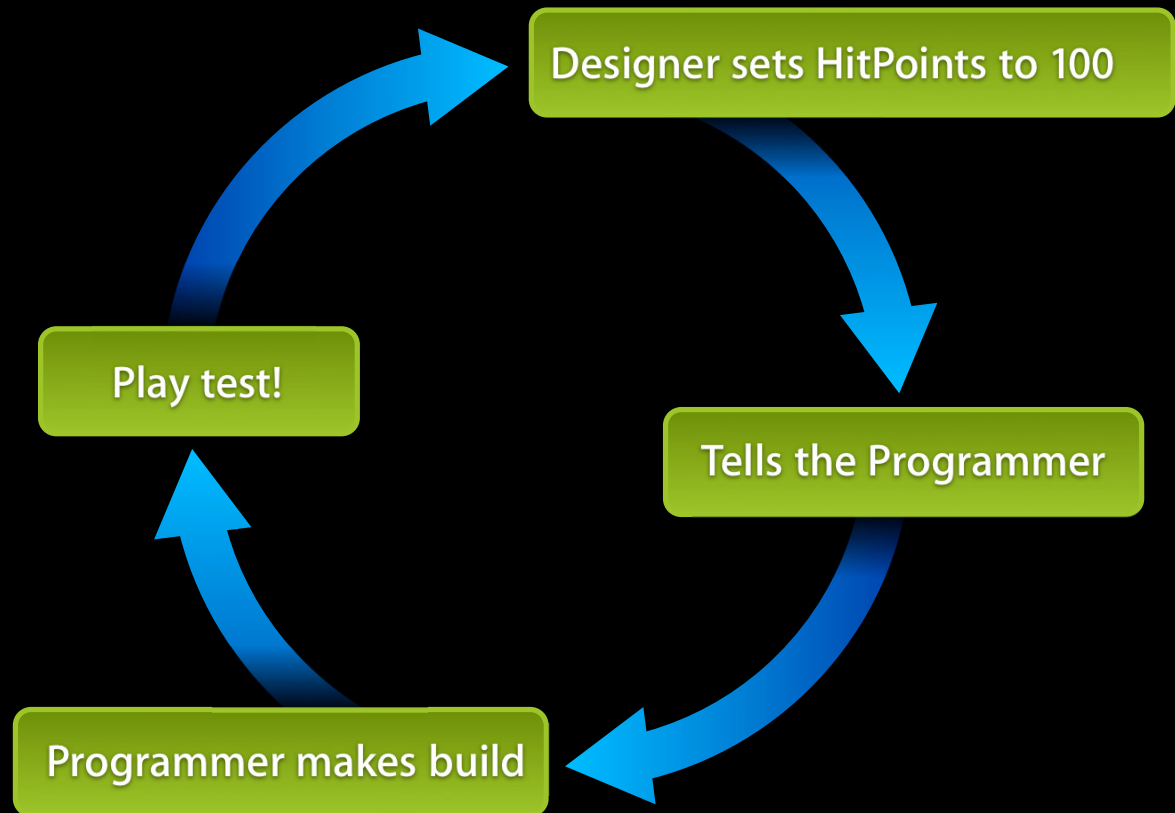 Designer sets HitPoints to 100
Tells the Programmer
Programmer makes build
Play test!